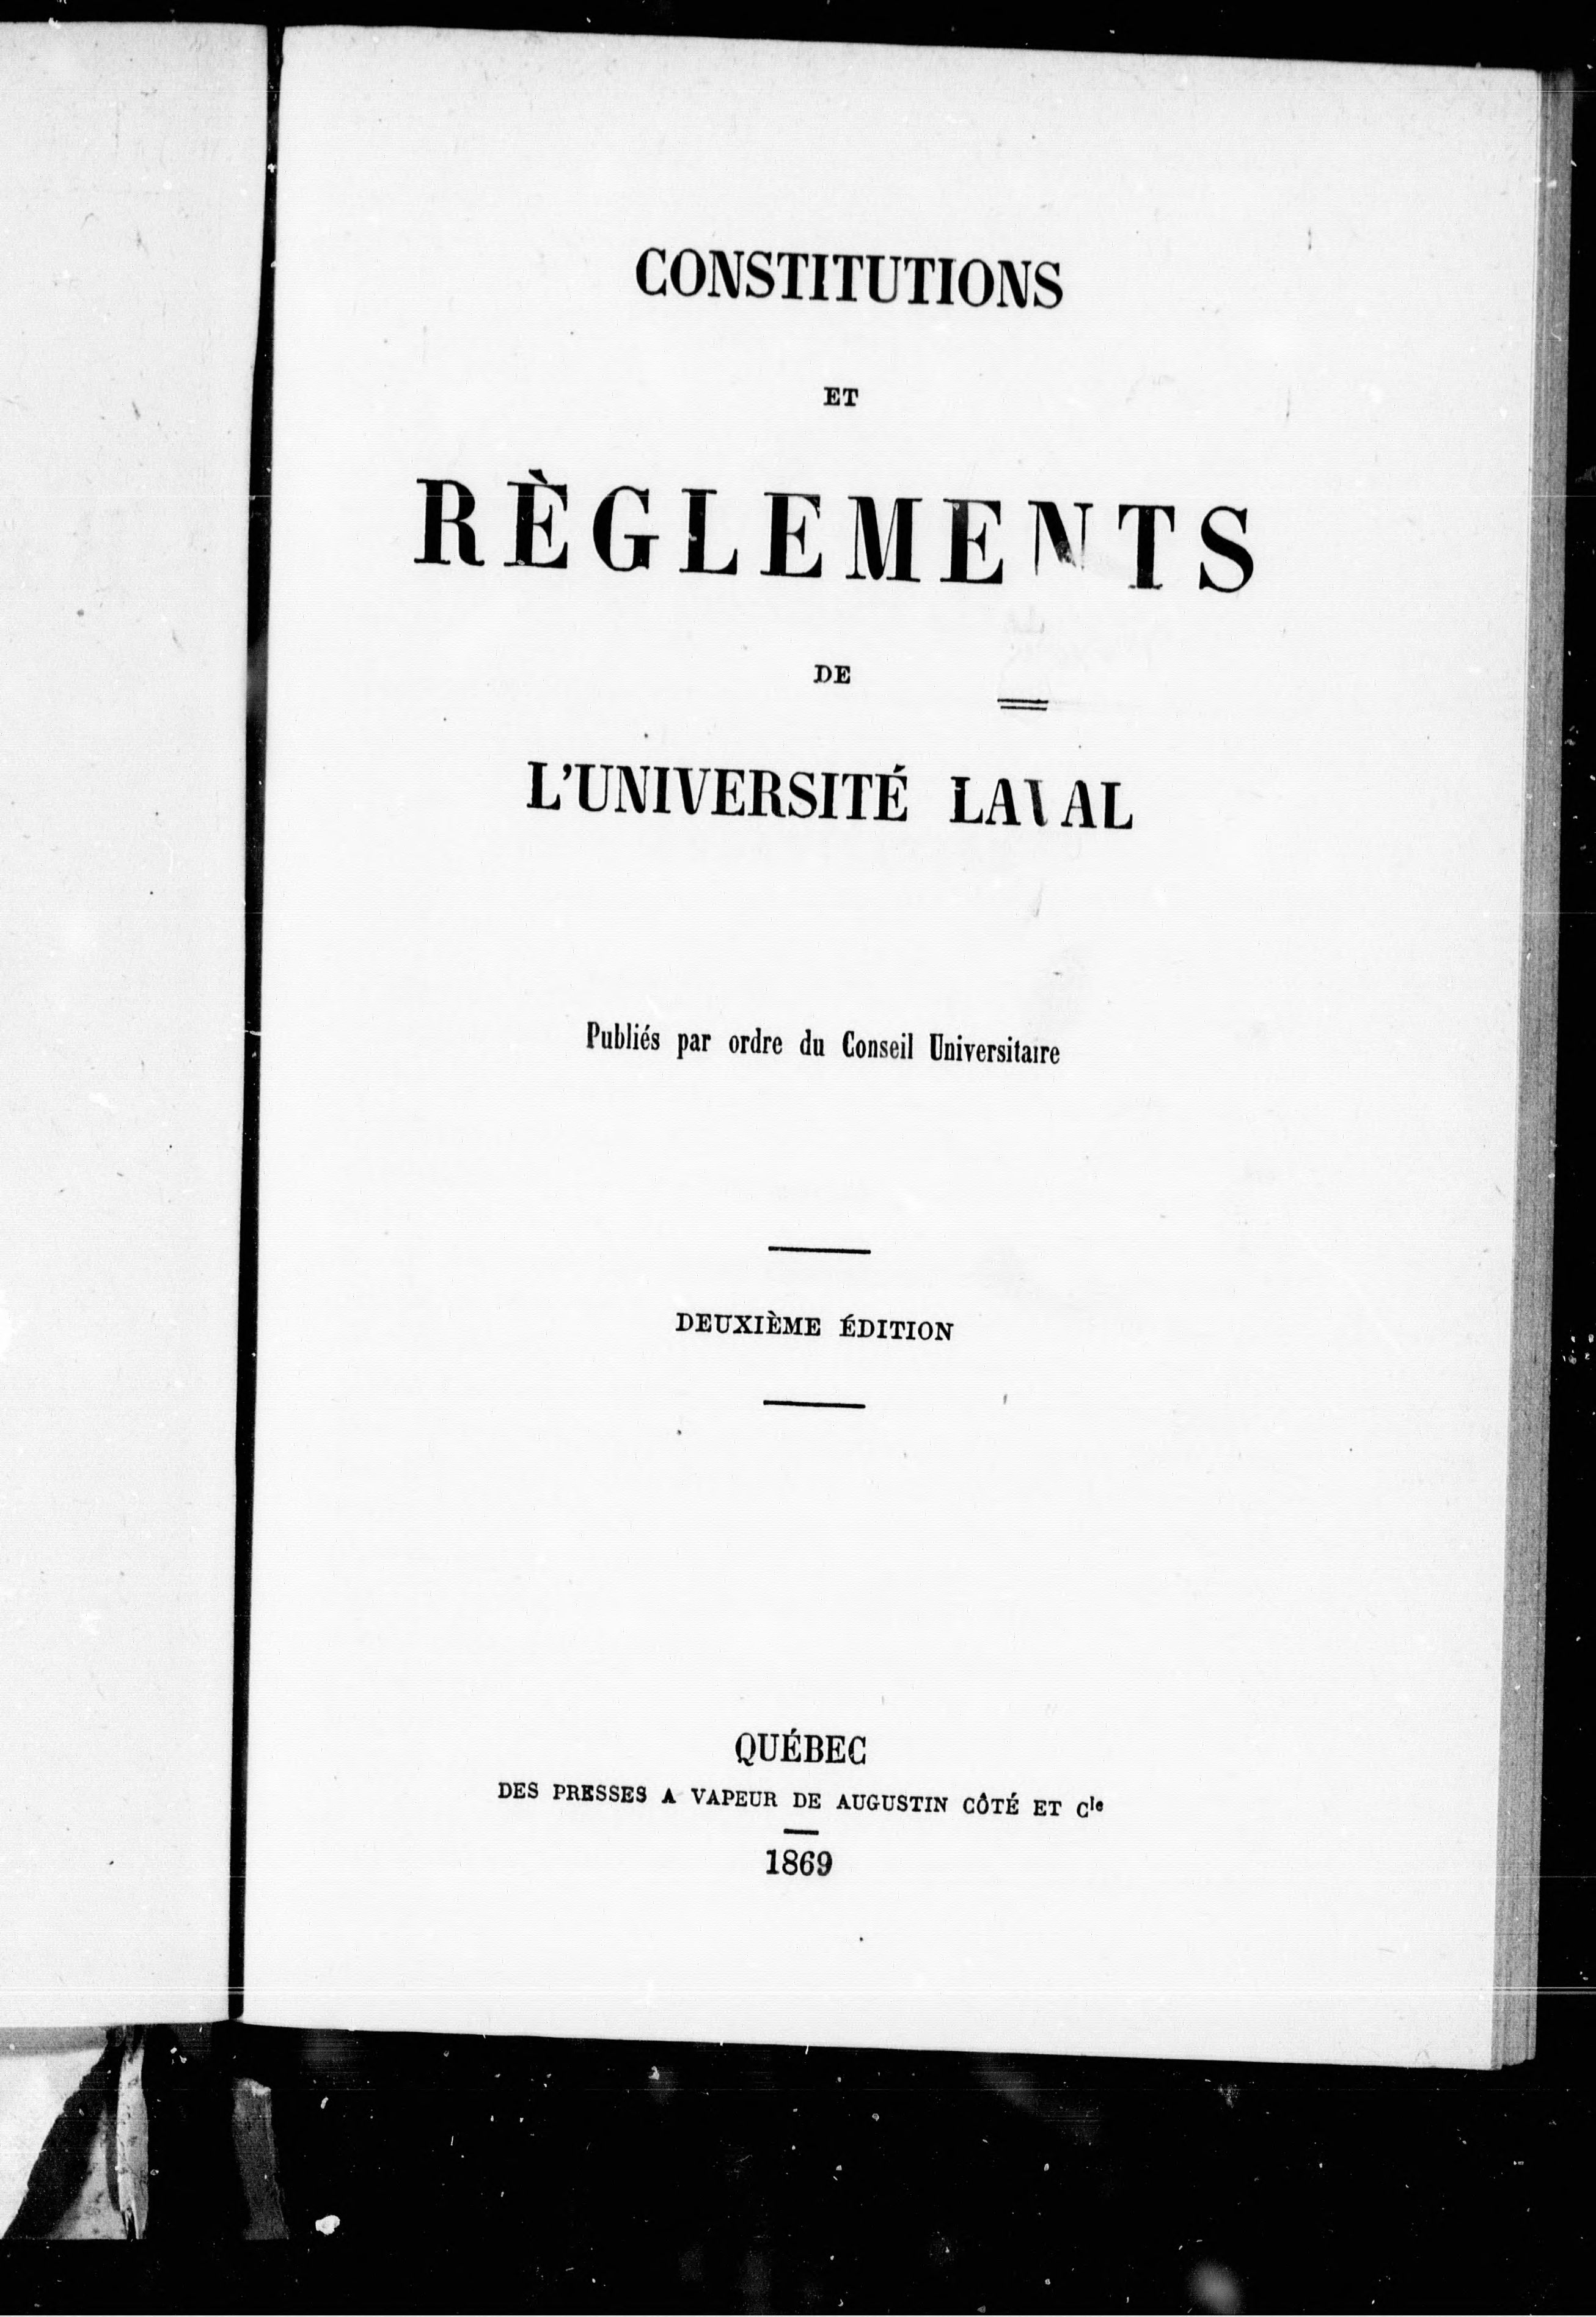 CONSTITUTIONS
ET
RÈGLEMENTS
DE
L'UNIVERSITÉ LAVAL
Publiés par ordre du Conseil Universitaire
DEUXIÈME ÉDITION
QUÉBEC
DES PRESSES A VAPEUR DE AUGUSTIN CÔTÉ ET Cie
1869